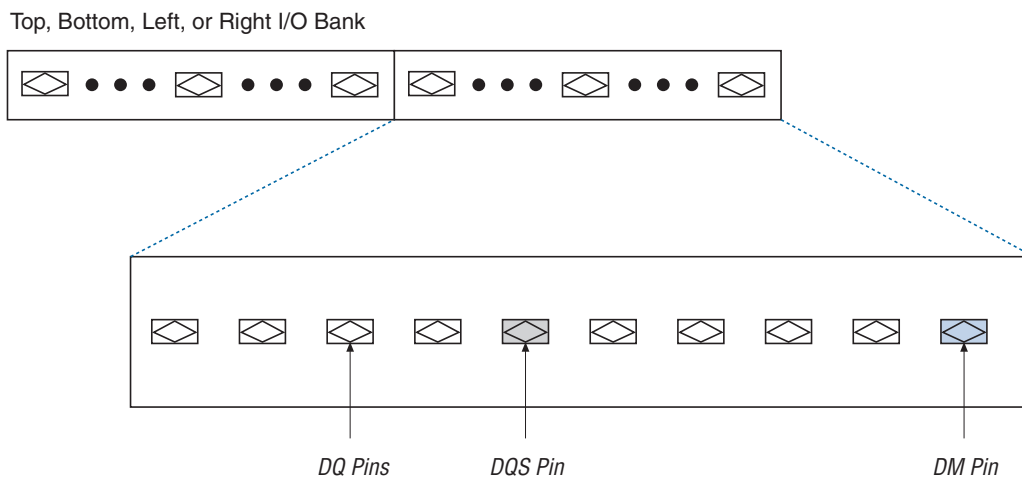 Top, Bottom, Left, or Right I/O Bank
DQ Pins
DQS Pin
DM Pin